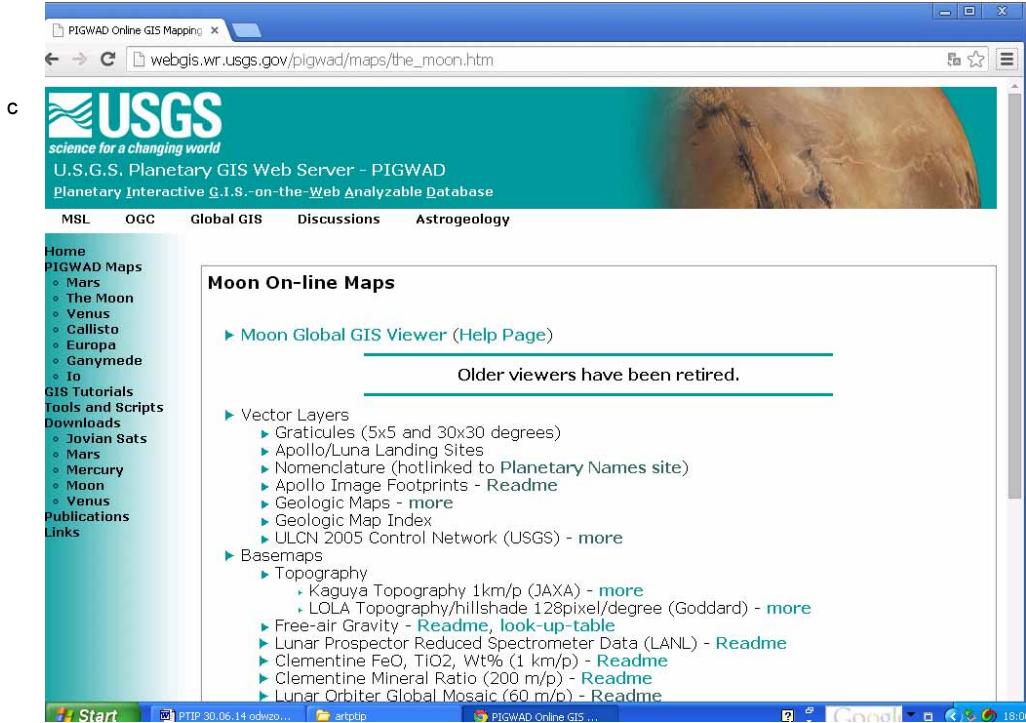 PIGWAD Online GIS Mapping
webgis.wr.usgs.gov/pigwad/maps/the_moon.htm
c
USGS
science for a changing world
U.S.G.S. Planetary GIS Web Server - PIGWAD
Planetary Interactive G.I.S.-on-the-Web Analyzable Database
MSL OGC Global GIS Discussions Astrogeology
Home
PIGWAD Maps
Mars
The Moon
Venus
Callisto
Europa
Ganymede
Io
GIS Tutorials
Tools and Scripts
Downloads
Jovian Sats
Mars
Mercury
Moon
Venus
Publications
Links
Moon On-line Maps
Moon Global GIS Viewer (Help Page)
Older viewers have been retired.
Vector Layers
Graticules (5x5 and 30x30 degrees)
Apollo/Luna Landing Sites
Nomenclature (hotlinked to Planetary Names site)
Apollo Image Footprints - Readme
Geologic Maps - more
Geologic Map Index
ULCN 2005 Control Network (USGS) - more
Basemaps
Topography
Kaguya Topography 1km/p (JAXA) - more
LOLA Topography/hillshade 128pixel/degree (Goddard) - more
Free-air Gravity - Readme, look-up-table
Lunar Prospector Reduced Spectrometer Data (LANL) - Readme
Clementine FeO, TiO2, Wt% (1 km/p) - Readme
Clementine Mineral Ratio (200 m/p) - Readme
Lunar Orbiter Global Mosaic (60 m/p) - Readme
Start PTIP 30.06.14 odwzo... artptip PIGWAD Online GIS ...